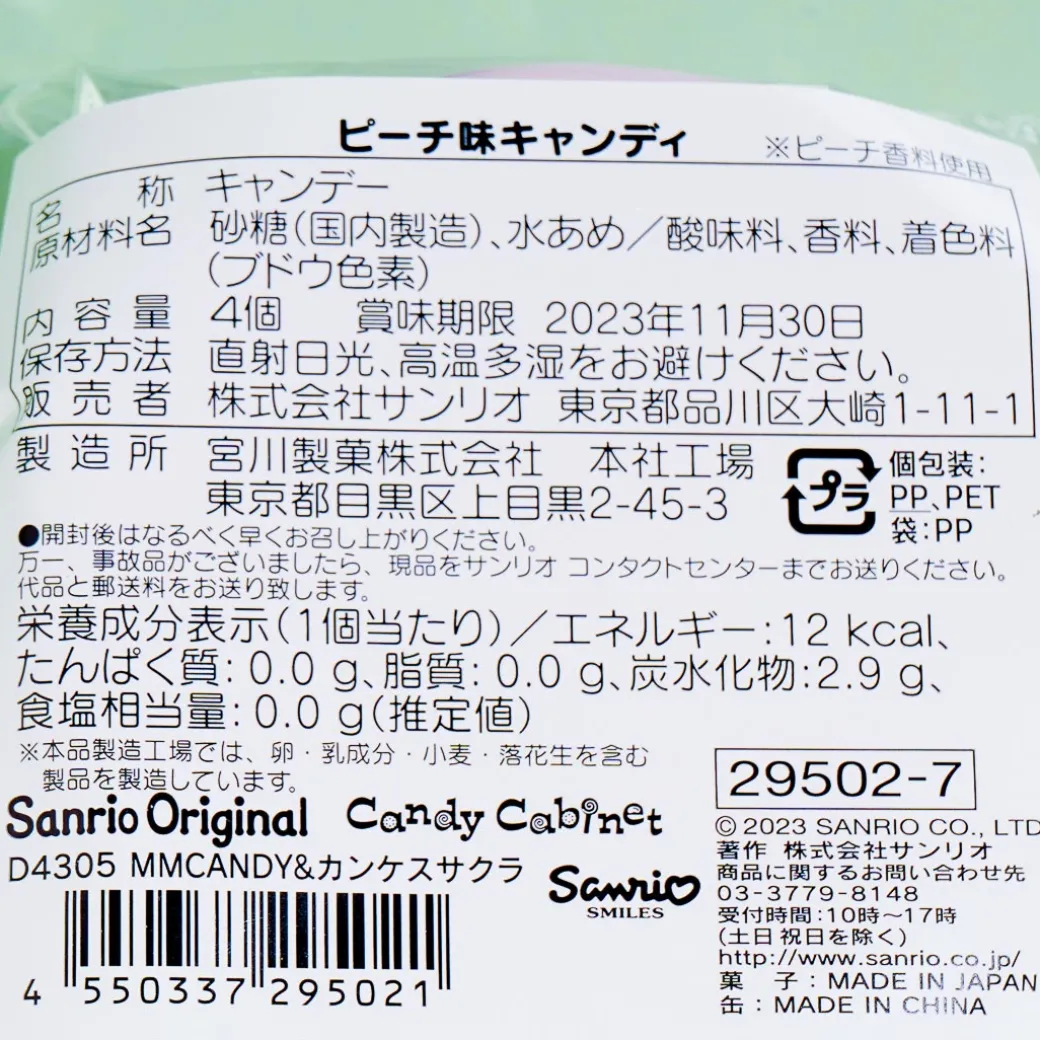 ピーチ味キャンディ ※ピーチ香料使用
名称 キャンデー
原材料名 砂糖(国内製造)、水あめ/酸味料、香料、着色料
(ブドウ色素)
内容量 4個 賞味期限 2023年11月30日
保存方法 直射日光、高温多湿をお避けください。
販売者 株式会社サンリオ 東京都品川区大崎1-11-1
製造所 宮川製菓株式会社 本社工場
東京都目黒区上目黒2-45-3
プラ
個包装:
PP、PET
袋:PP
●開封後はなるべく早くお召し上がりください。
万一、事故品がございましたら、現品をサンリオ コンタクトセンターまでお送りください。
代品と郵送料をお送り致します。
栄養成分表示(1個当たり)/エネルギー:12 kcal、
たんぱく質:0.0 g、脂質:0.0 g、炭水化物:2.9 g、
食塩相当量:0.0 g(推定値)
※本品製造工場では、卵・乳成分・小麦・落花生を含む
製品を製造しています。
Sanrio Original Candy Cabinet
D4305 MMCANDY&カンケスサクラ
4 550337 295021
Sanrio
SMILES
29502-7
© 2023 SANRIO CO., LTD
著作 株式会社サンリオ
商品に関するお問い合わせ先
03-3779-8148
受付時間:10時~17時
(土日祝日を除く)
http://www.sanrio.co.jp/
菓子:MADE IN JAPAN
缶:MADE IN CHINA